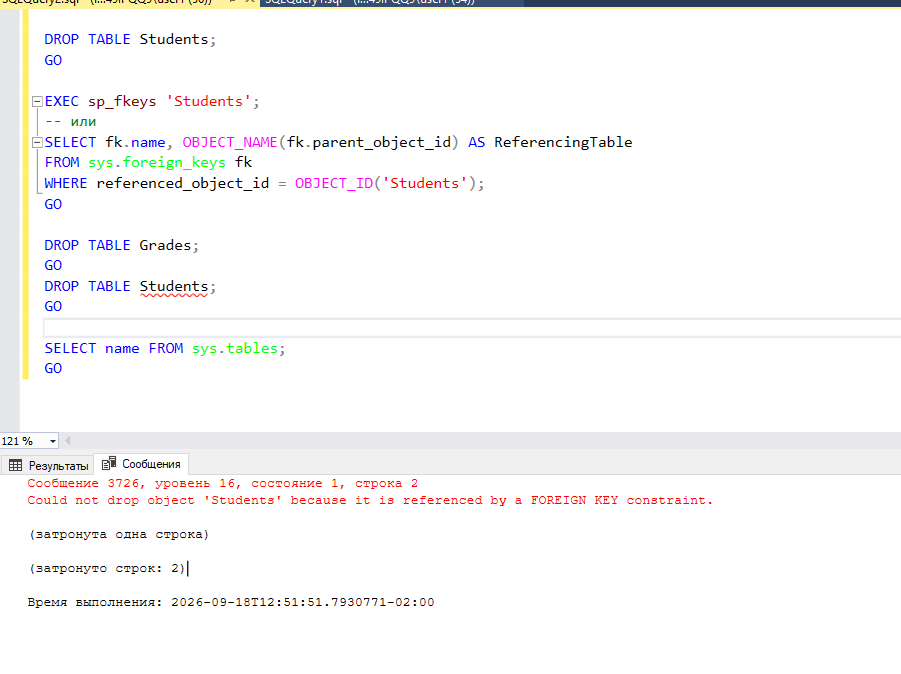 DROP TABLE Students;
GO
EXEC sp_fkeys 'Students';
-- или
SELECT fk.name, OBJECT_NAME(fk.parent_object_id) AS ReferencingTable
FROM sys.foreign_keys fk
WHERE referenced_object_id = OBJECT_ID('Students');
GO
DROP TABLE Grades;
GO
DROP TABLE Students;
GO
SELECT name FROM sys.tables;
GO
121 %
Результаты Сообщения
Сообщение 3726, уровень 16, состояние 1, строка 2
Could not drop object 'Students' because it is referenced by a FOREIGN KEY constraint.
(затронута одна строка)
(затронуто строк: 2)
Время выполнения: 2026-09-18T12:51:51.7930771-02:00